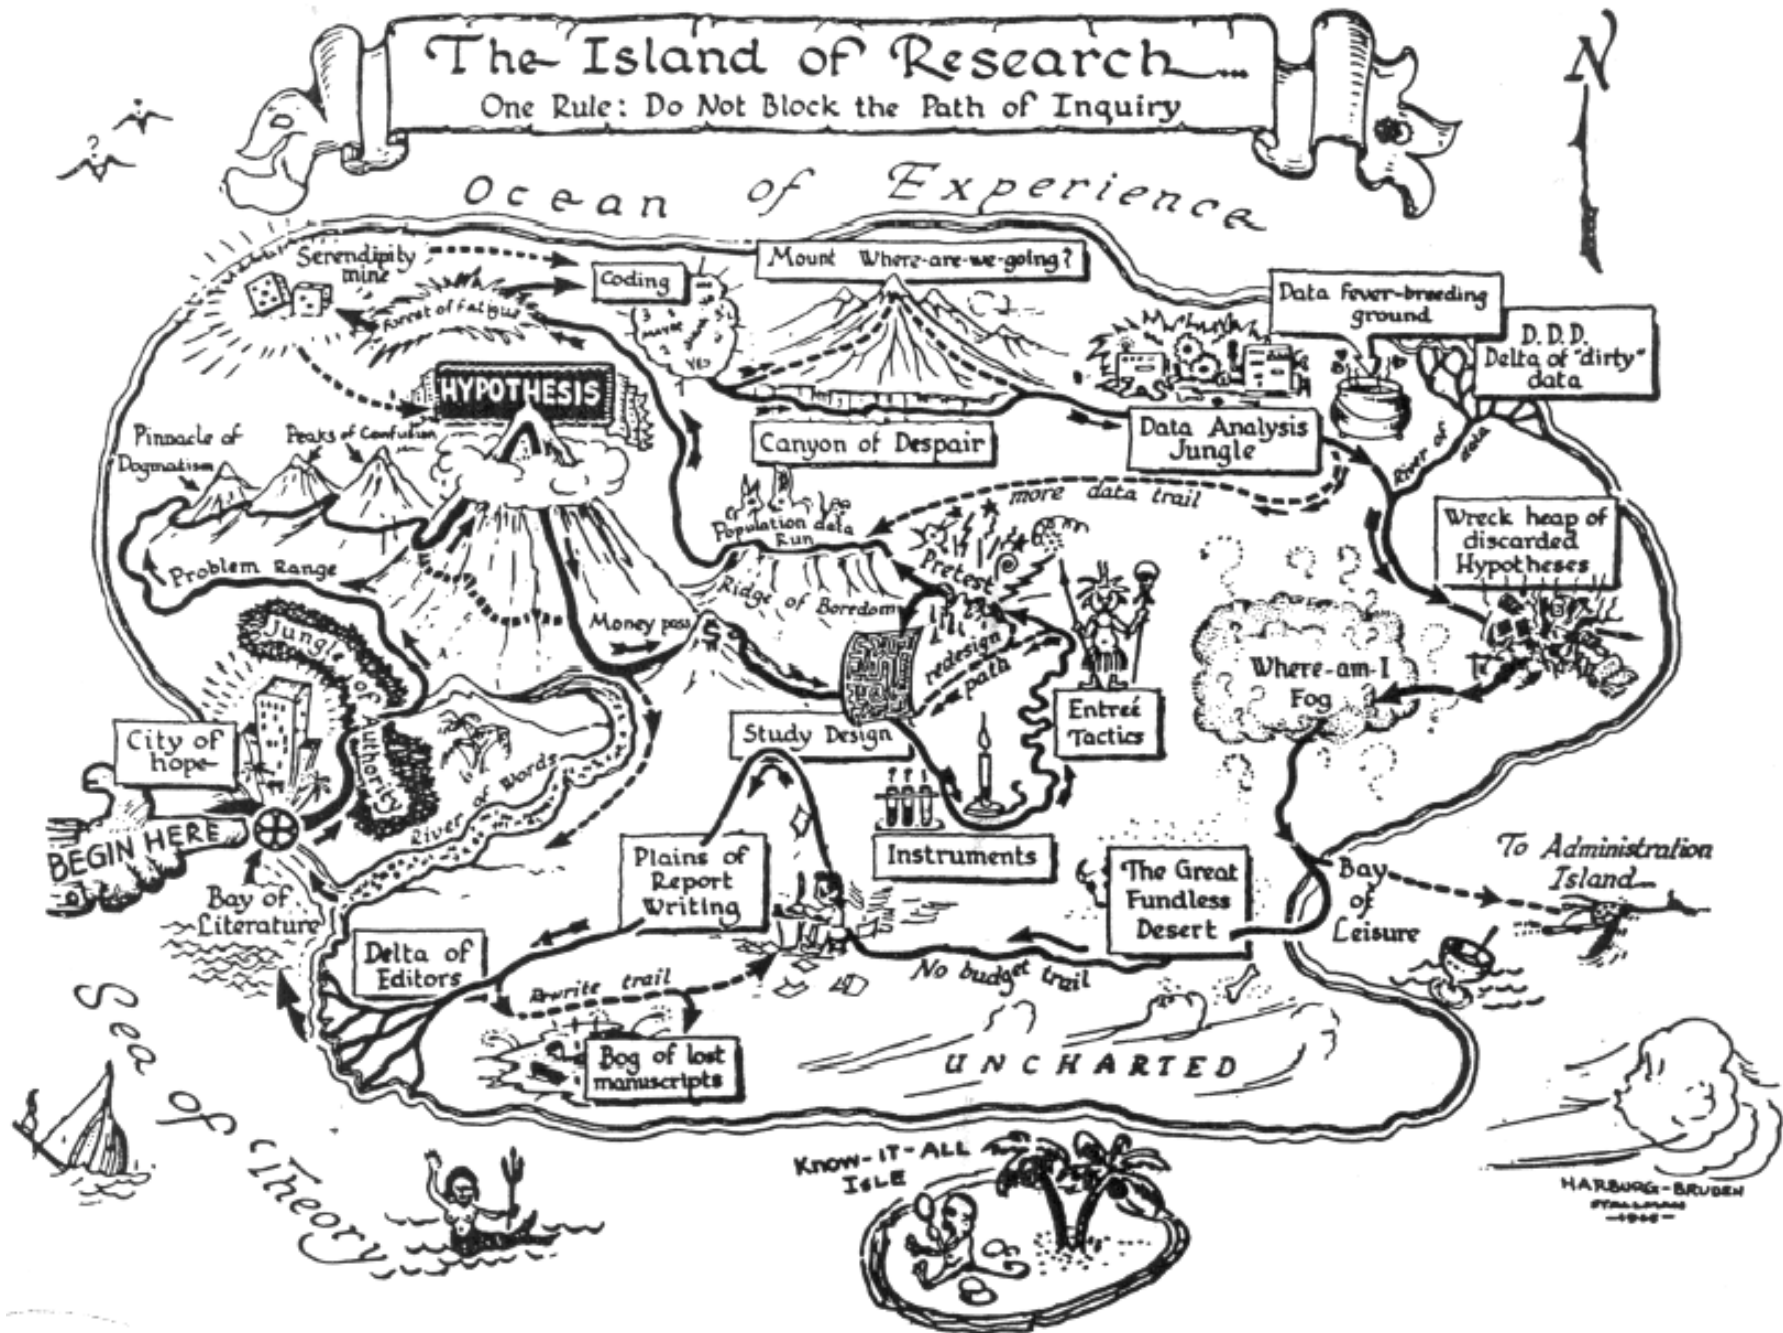 The Island of Research...
One Rule: Do Not Block the Path of Inquiry
N
Ocean of Experience
Serendipity
mine
Forest of Fatigue
Coding
3
MAYBE
2
YES
Mount Where-are-we-going?
Data Fever-breeding
ground
D. D. D.
Delta of "dirty"
data
HYPOTHESIS
Pinnacle of
Dogmatism
Peaks of Confusion
Canyon of Despair
Data Analysis
Jungle
River of
data
more data trail
Population data
Run
Wreck heap of
discarded
Hypotheses
Problem Range
Pretest
Ridge of Boredom
Money pass
Jungle of Authority
redesign
path
Where-am-I
Fog
Entreé
Tactics
City of
hope
Study Design
River of Words
BEGIN HERE
Instruments
Plains of
Report
Writing
The Great
Fundless
Desert
To Administration
Island
Bay
of
Leisure
Bay of
Literature
Delta of
Editors
No budget trail
Rewrite trail
Bog of lost
manuscripts
UNCHARTED
Sea of Theory
KNOW-IT-ALL
ISLE
HARBURG-BRUDEN